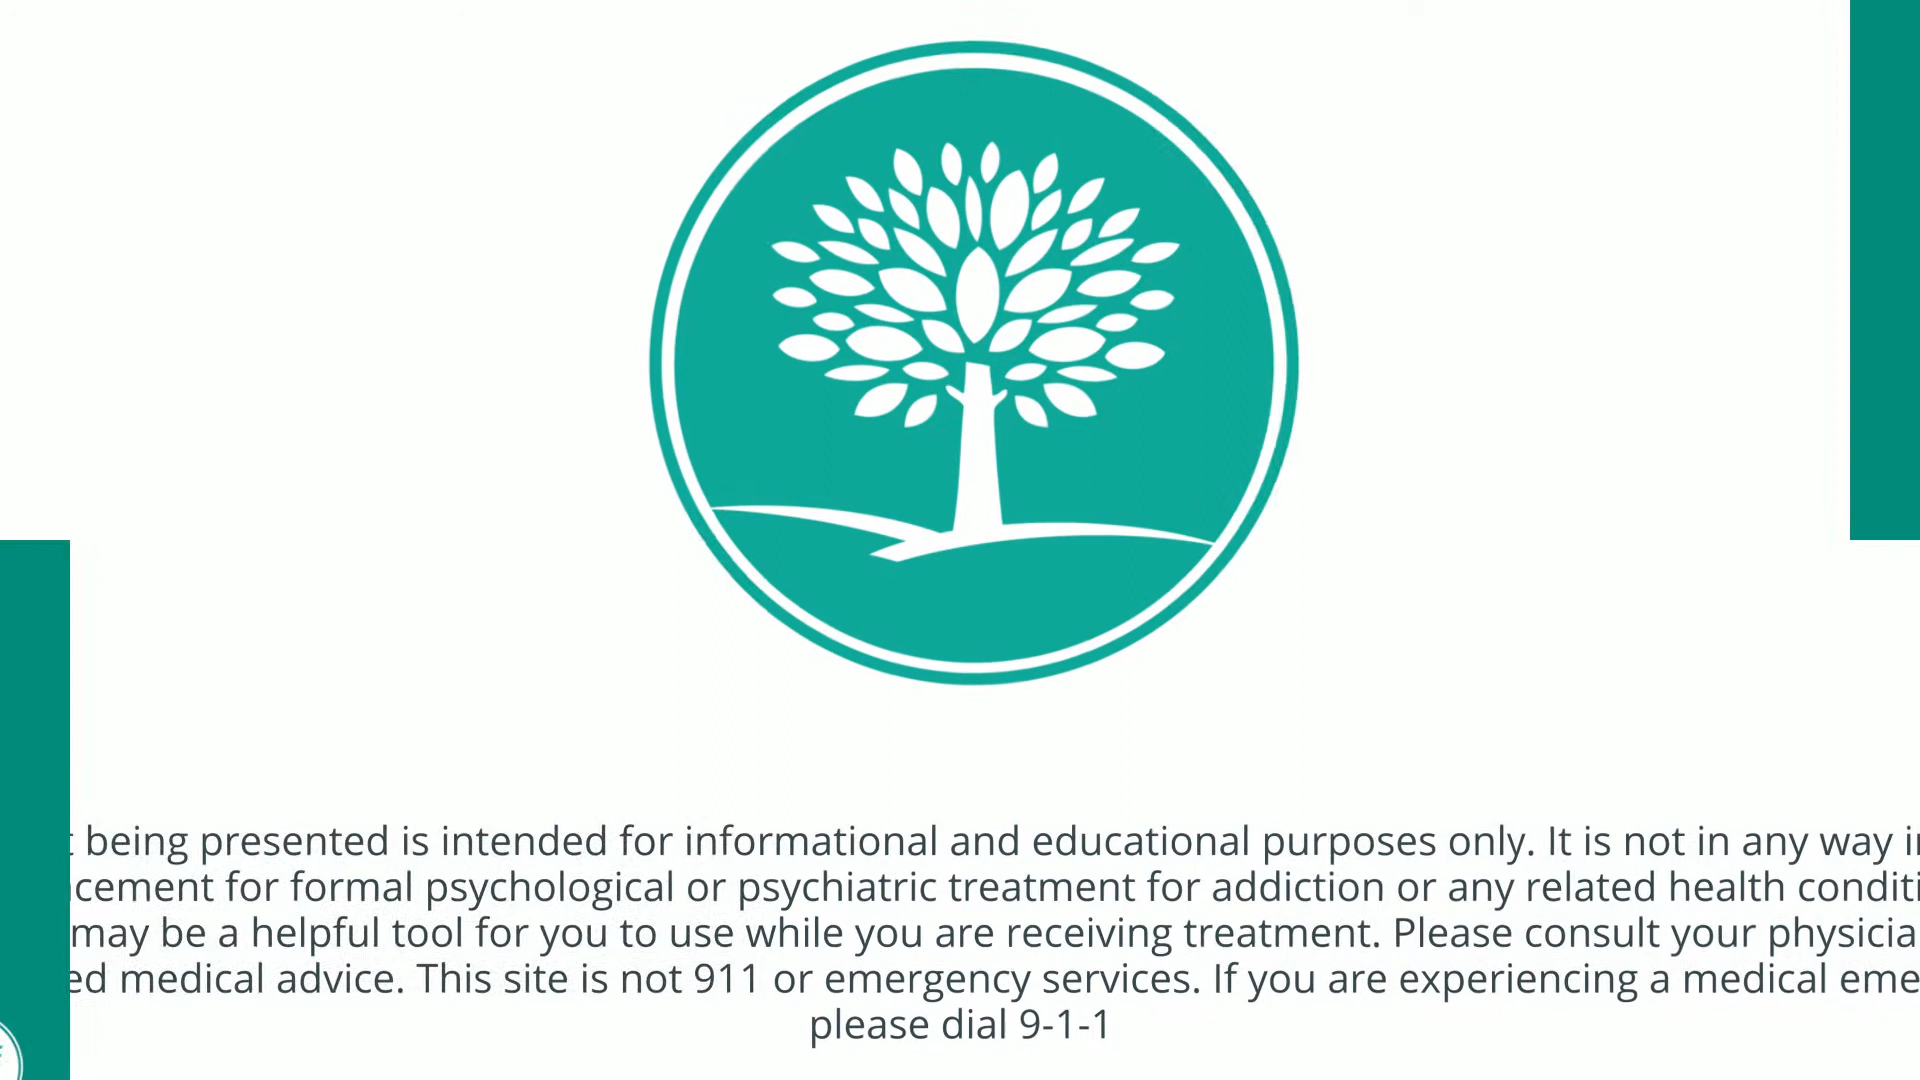 being presented is intended for informational and educational purposes only. It is not in any way
for formal psychological or psychiatric treatment for addiction or any related health
may be a helpful tool for you to use while you are receiving treatment. Please consult your
medical advice. This site is not 911 or emergency services. If you are experiencing a medical
please dial 9-1-1